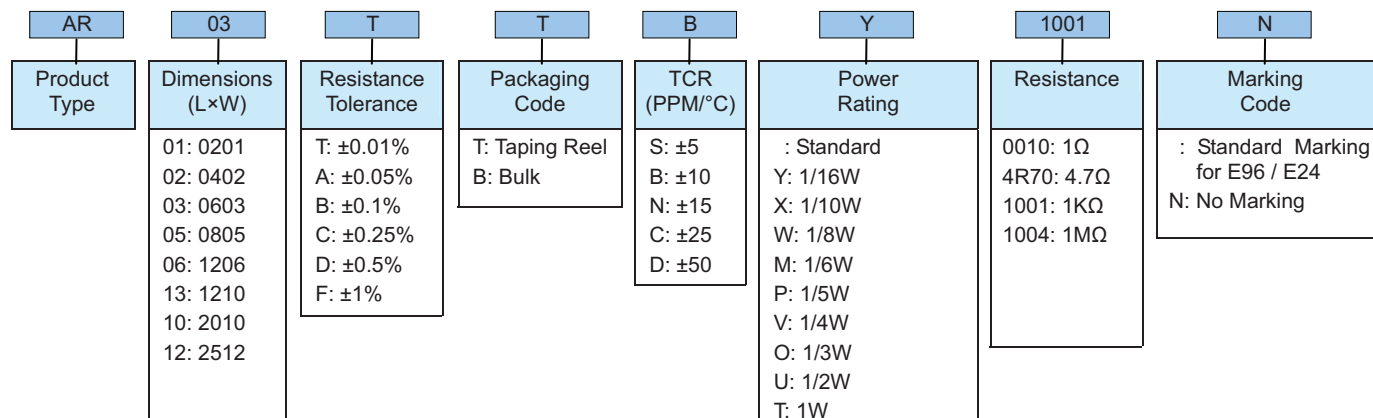 AR 03 T T B Y 1001 N
Product
Type
Dimensions
(L×W)
01: 0201
02: 0402
03: 0603
05: 0805
06: 1206
13: 1210
10: 2010
12: 2512
Resistance
Tolerance
T: ±0.01%
A: ±0.05%
B: ±0.1%
C: ±0.25%
D: ±0.5%
F: ±1%
Packaging
Code
T: Taping Reel
B: Bulk
TCR
(PPM/°C)
S: ±5
B: ±10
N: ±15
C: ±25
D: ±50
Power
Rating
: Standard
Y: 1/16W
X: 1/10W
W: 1/8W
M: 1/6W
P: 1/5W
V: 1/4W
O: 1/3W
U: 1/2W
T: 1W
Resistance
0010: 1Ω
4R70: 4.7Ω
1001: 1KΩ
1004: 1MΩ
Marking
Code
: Standard Marking
for E96 / E24
N: No Marking